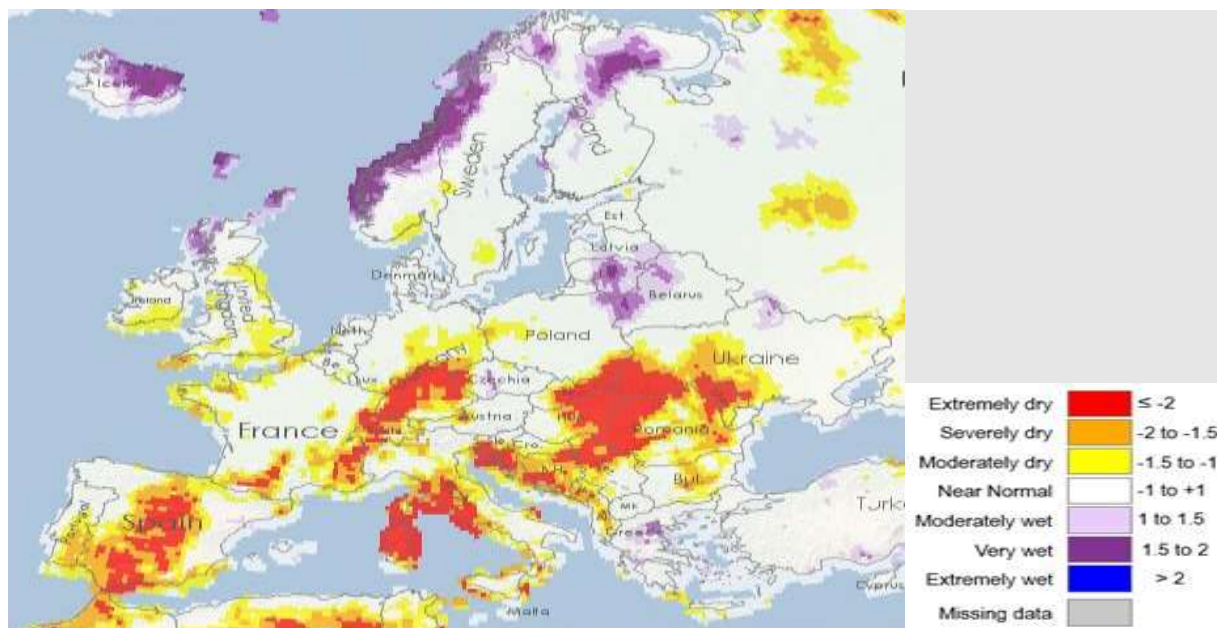 Icel
Sweden
Finland
Est.
Latvia
Denmark
Belarus
Ireland
United
Kingdom
Neth.
Be
Poland
Lux.
Ukraine
Czechia
France
Austria
Romania
Cro.
Bul.
Spain
Portugal
MK
Gree
Turk
Malta
Cyprus
Extremely dry ≤ -2
Severely dry -2 to -1.5
Moderately dry -1.5 to -1
Near Normal -1 to +1
Moderately wet 1 to 1.5
Very wet 1.5 to 2
Extremely wet > 2
Missing data